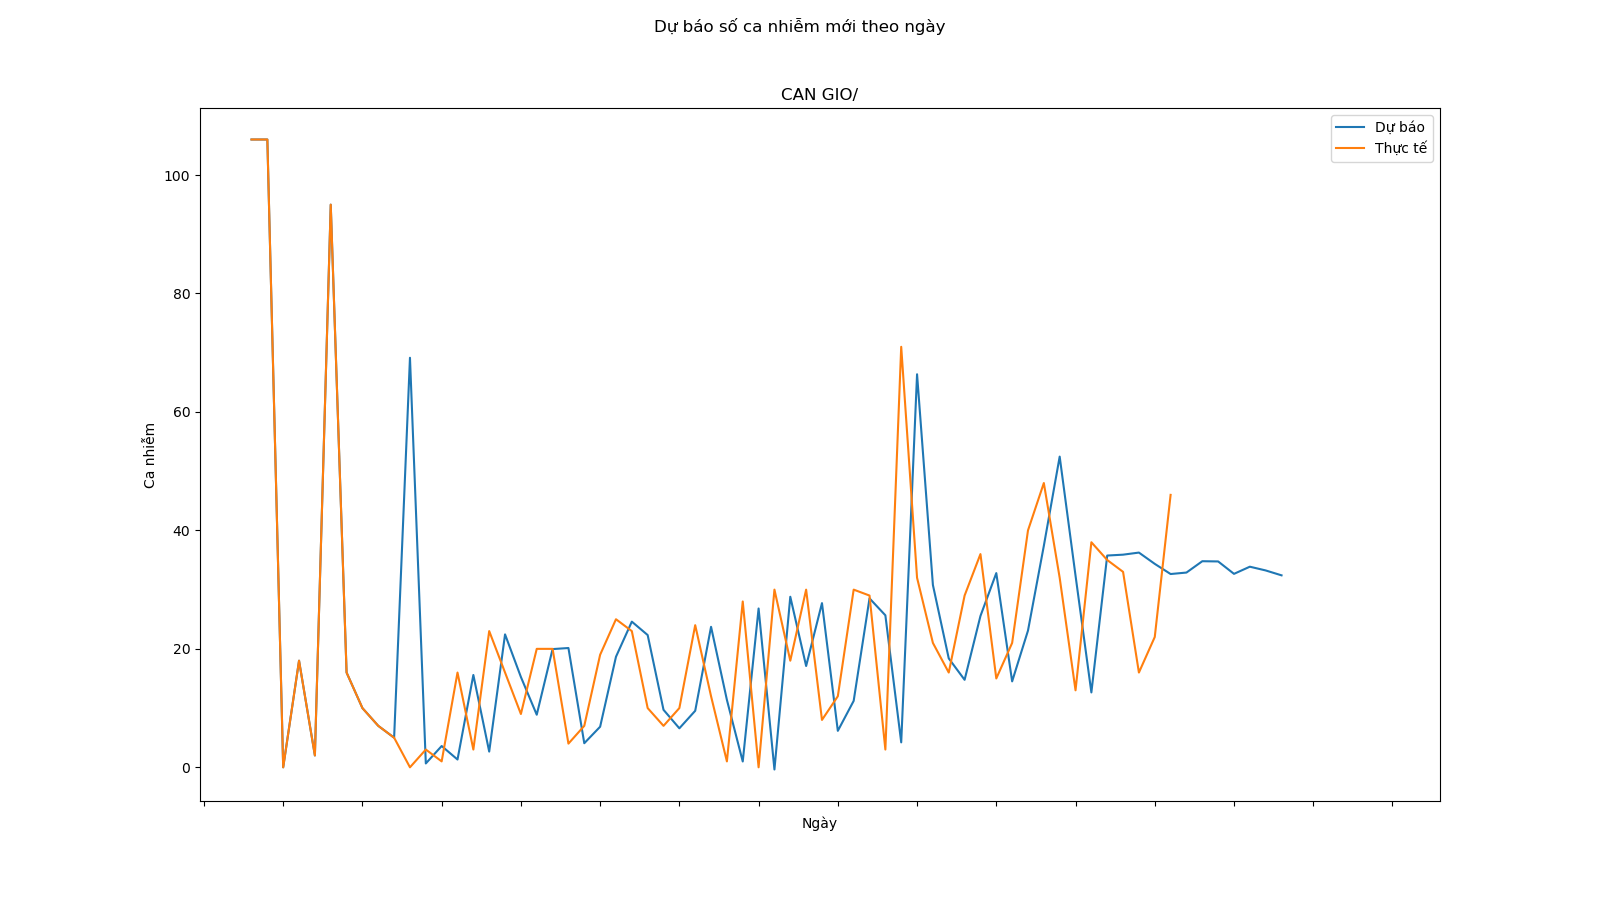 Dự báo số ca nhiễm mới theo ngày
CAN GIO/
Dự báo
Thực tế
100
80
60
40
20
0
Ca nhiễm
Ngày